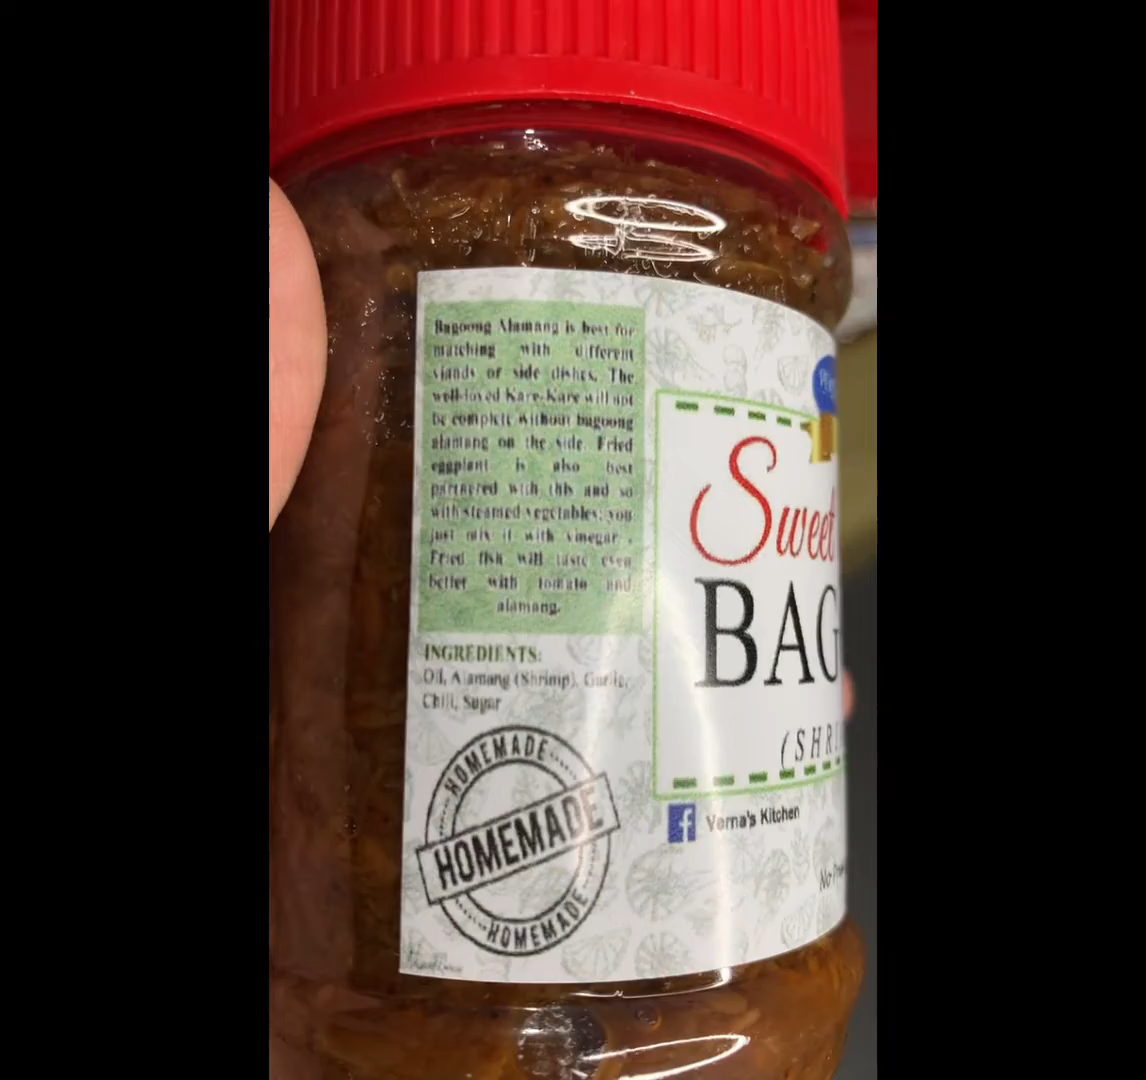 Bagoong Alamang is best for
matching with different
viands or side dishes. The
well-loved Kare-Kare will not
be complete without bagoong
alamang on the side. Fried
eggplant is also best
partnered with this and so
with steamed vegetables; you
just mix it with vinegar .
Fried fish will taste even
better with tomato and
alamang.
INGREDIENTS:
Oil, Alamang (Shrimp), Garlic,
Chili, Sugar
HOMEMADE
HOMEMADE
HOMEMADE
Sweet
BAG
(SHRI
Verna's Kitchen
No